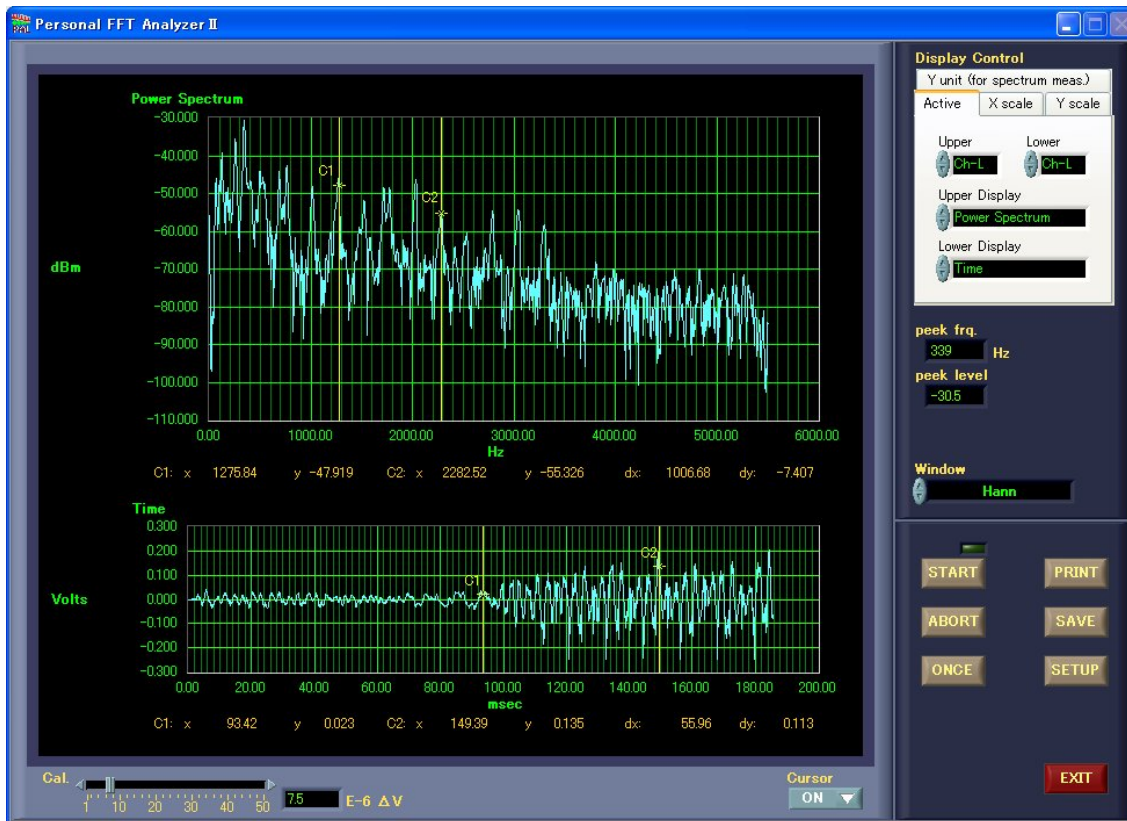 Personal FFT Analyzer II
Power Spectrum
-30.000
-40.000
-50.000
-60.000
-70.000
-80.000
-90.000
-100.000
-110.000
dBm
C1
C2
0.00 1000.00 2000.00 3000.00 4000.00 5000.00 6000.00
Hz
C1: x 1275.84 y -47.919 C2: x 2282.52 y -55.326 dx: 1006.68 dy: -7.407
Time
0.300
0.200
0.100
0.000
-0.100
-0.200
-0.300
Volts
C1
C2
0.00 20.00 40.00 60.00 80.00 100.00 120.00 140.00 160.00 180.00 200.00
msec
C1: x 93.42 y 0.023 C2: x 149.39 y 0.135 dx: 55.96 dy: 0.113
Cal.
1 10 20 30 40 50
7.5 E-6 ΔV
Cursor
ON
Display Control
Y unit (for spectrum meas.)
Active X scale Y scale
Upper Lower
Ch-L Ch-L
Upper Display
Power Spectrum
Lower Display
Time
peek frq.
339 Hz
peek level
-30.5
Window
Hann
START PRINT
ABORT SAVE
ONCE SETUP
EXIT